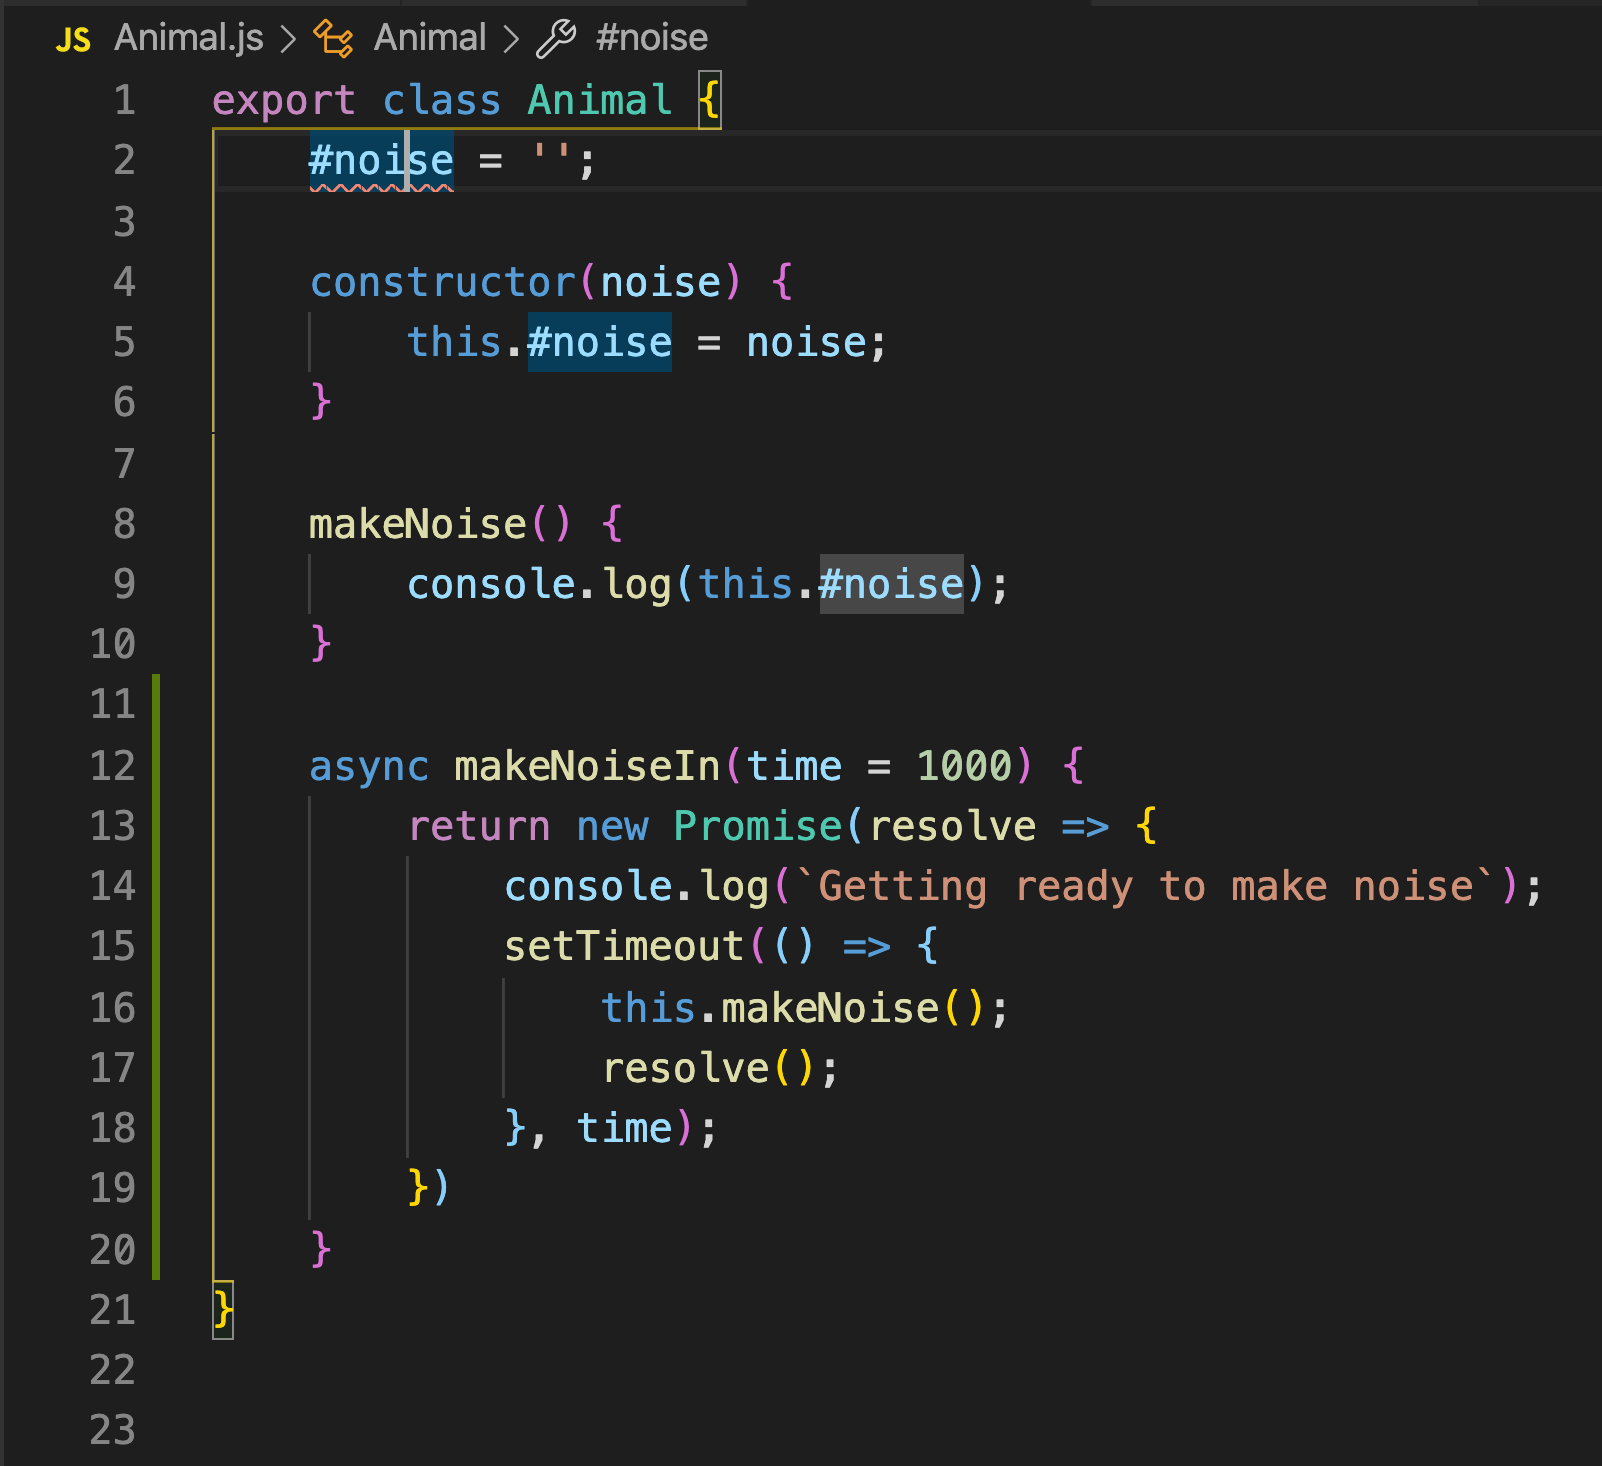 JS Animal.js > Animal > #noise
1 export class Animal {
2     #noise = '';
3
4     constructor(noise) {
5         this.#noise = noise;
6     }
7
8     makeNoise() {
9         console.log(this.#noise);
10     }
11
12     async makeNoiseIn(time = 1000) {
13         return new Promise(resolve => {
14             console.log(`Getting ready to make noise`);
15             setTimeout(() => {
16                 this.makeNoise();
17                 resolve();
18             }, time);
19         })
20     }
21 }
22
23